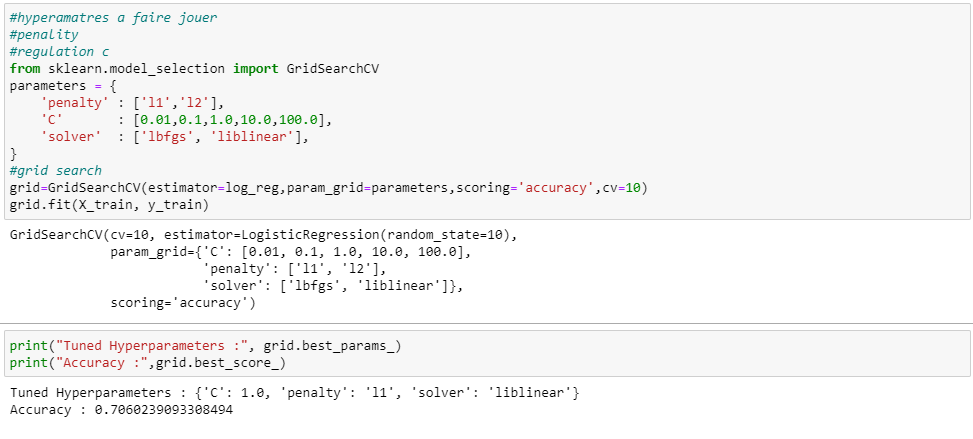 #hyperamatres a faire jouer
#penality
#regulation c
from sklearn.model_selection import GridSearchCV
parameters = {
    'penalty' : ['l1','l2'],
    'C'       : [0.01,0.1,1.0,10.0,100.0],
    'solver'  : ['lbfgs', 'liblinear'],
}
#grid search
grid=GridSearchCV(estimator=log_reg,param_grid=parameters,scoring='accuracy',cv=10)
grid.fit(X_train, y_train)
GridSearchCV(cv=10, estimator=LogisticRegression(random_state=10),
             param_grid={'C': [0.01, 0.1, 1.0, 10.0, 100.0],
                         'penalty': ['l1', 'l2'],
                         'solver': ['lbfgs', 'liblinear']},
             scoring='accuracy')
print("Tuned Hyperparameters :", grid.best_params_)
print("Accuracy :",grid.best_score_)
Tuned Hyperparameters : {'C': 1.0, 'penalty': 'l1', 'solver': 'liblinear'}
Accuracy : 0.7060239093308494